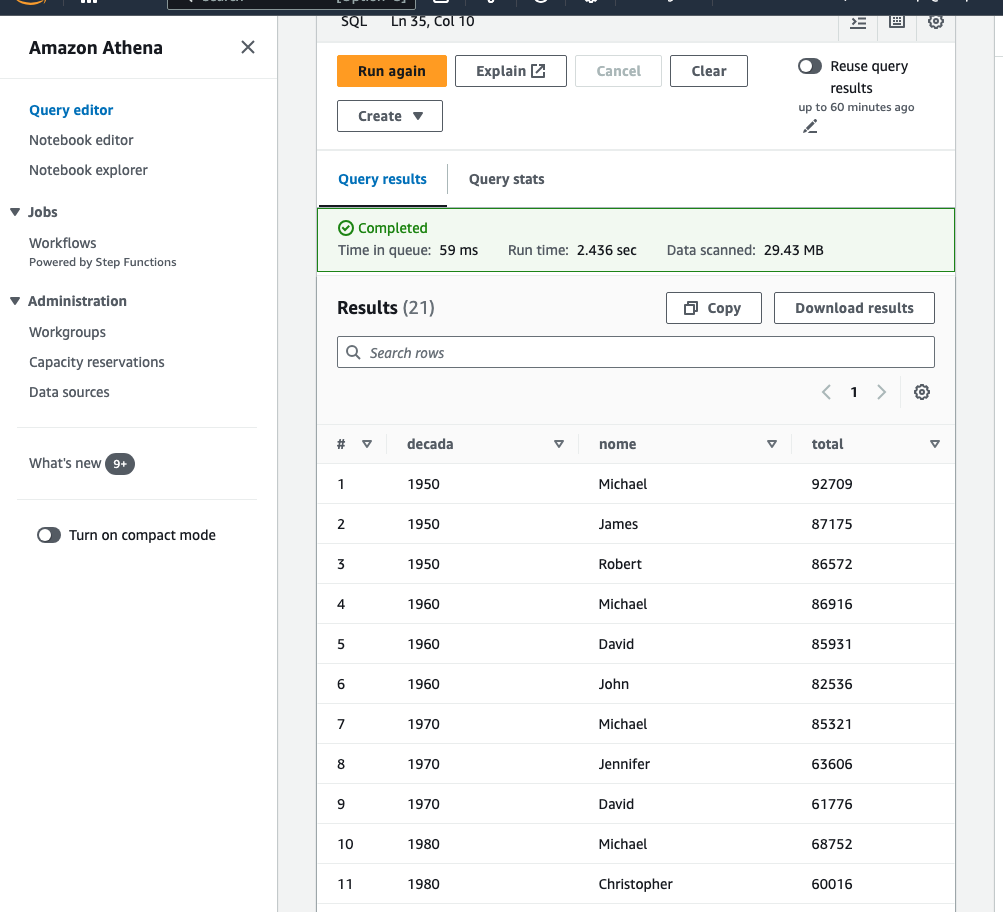 SQL Ln 35, Col 10
Amazon Athena
Query editor
Notebook editor
Notebook explorer
Jobs
Workflows
Powered by Step Functions
Administration
Workgroups
Capacity reservations
Data sources
What's new 9+
Turn on compact mode
Run again Explain Cancel Clear
Create
Reuse query
results
up to 60 minutes ago
Query results Query stats
Completed
Time in queue: 59 ms Run time: 2.436 sec Data scanned: 29.43 MB
Results (21) Copy Download results
Search rows
1
# decada nome total
1 1950 Michael 92709
2 1950 James 87175
3 1950 Robert 86572
4 1960 Michael 86916
5 1960 David 85931
6 1960 John 82536
7 1970 Michael 85321
8 1970 Jennifer 63606
9 1970 David 61776
10 1980 Michael 68752
11 1980 Christopher 60016